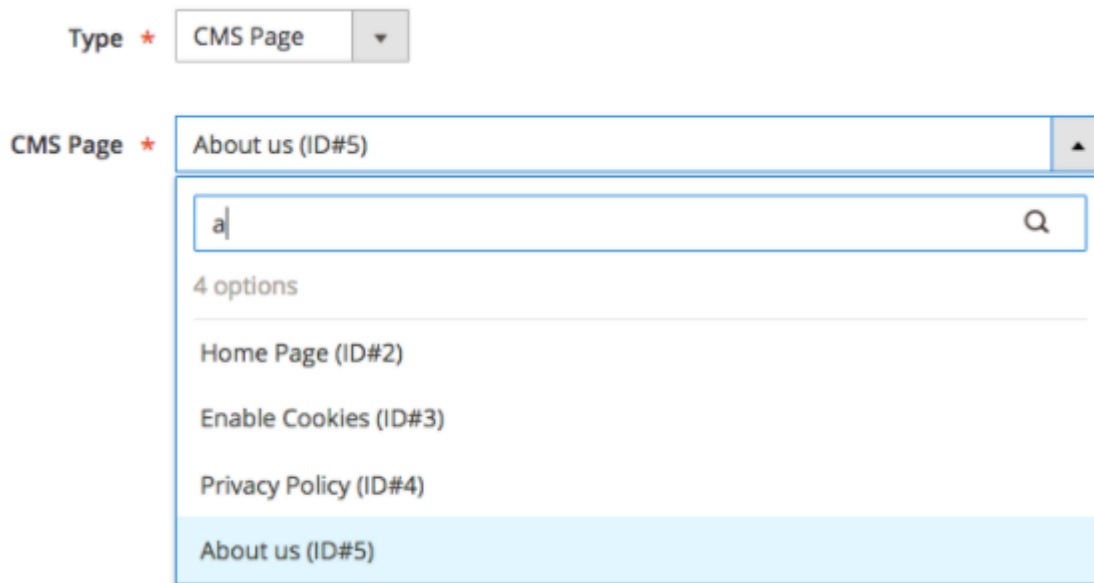 Type * CMS Page
CMS Page * About us (ID#5)
a
4 options
Home Page (ID#2)
Enable Cookies (ID#3)
Privacy Policy (ID#4)
About us (ID#5)